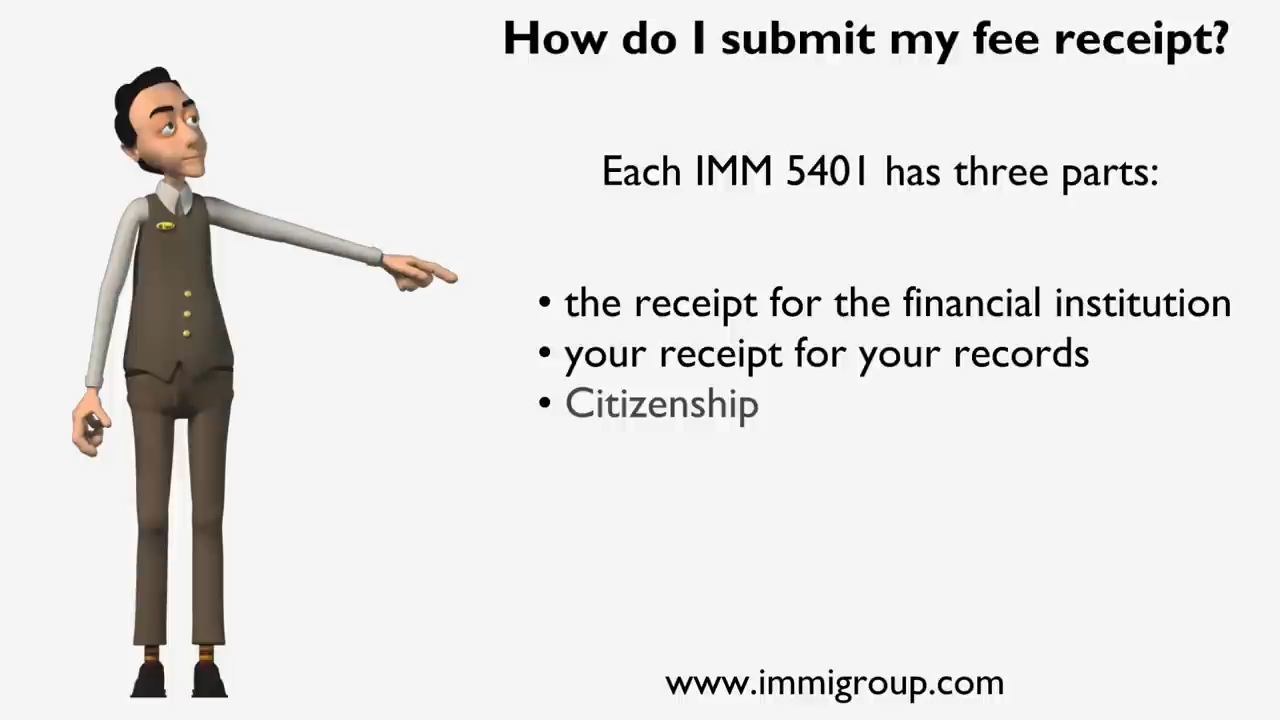 How do I submit my fee receipt?
Each IMM 5401 has three parts:
• the receipt for the financial institution
• your receipt for your records
• Citizenship
www.immigroup.com